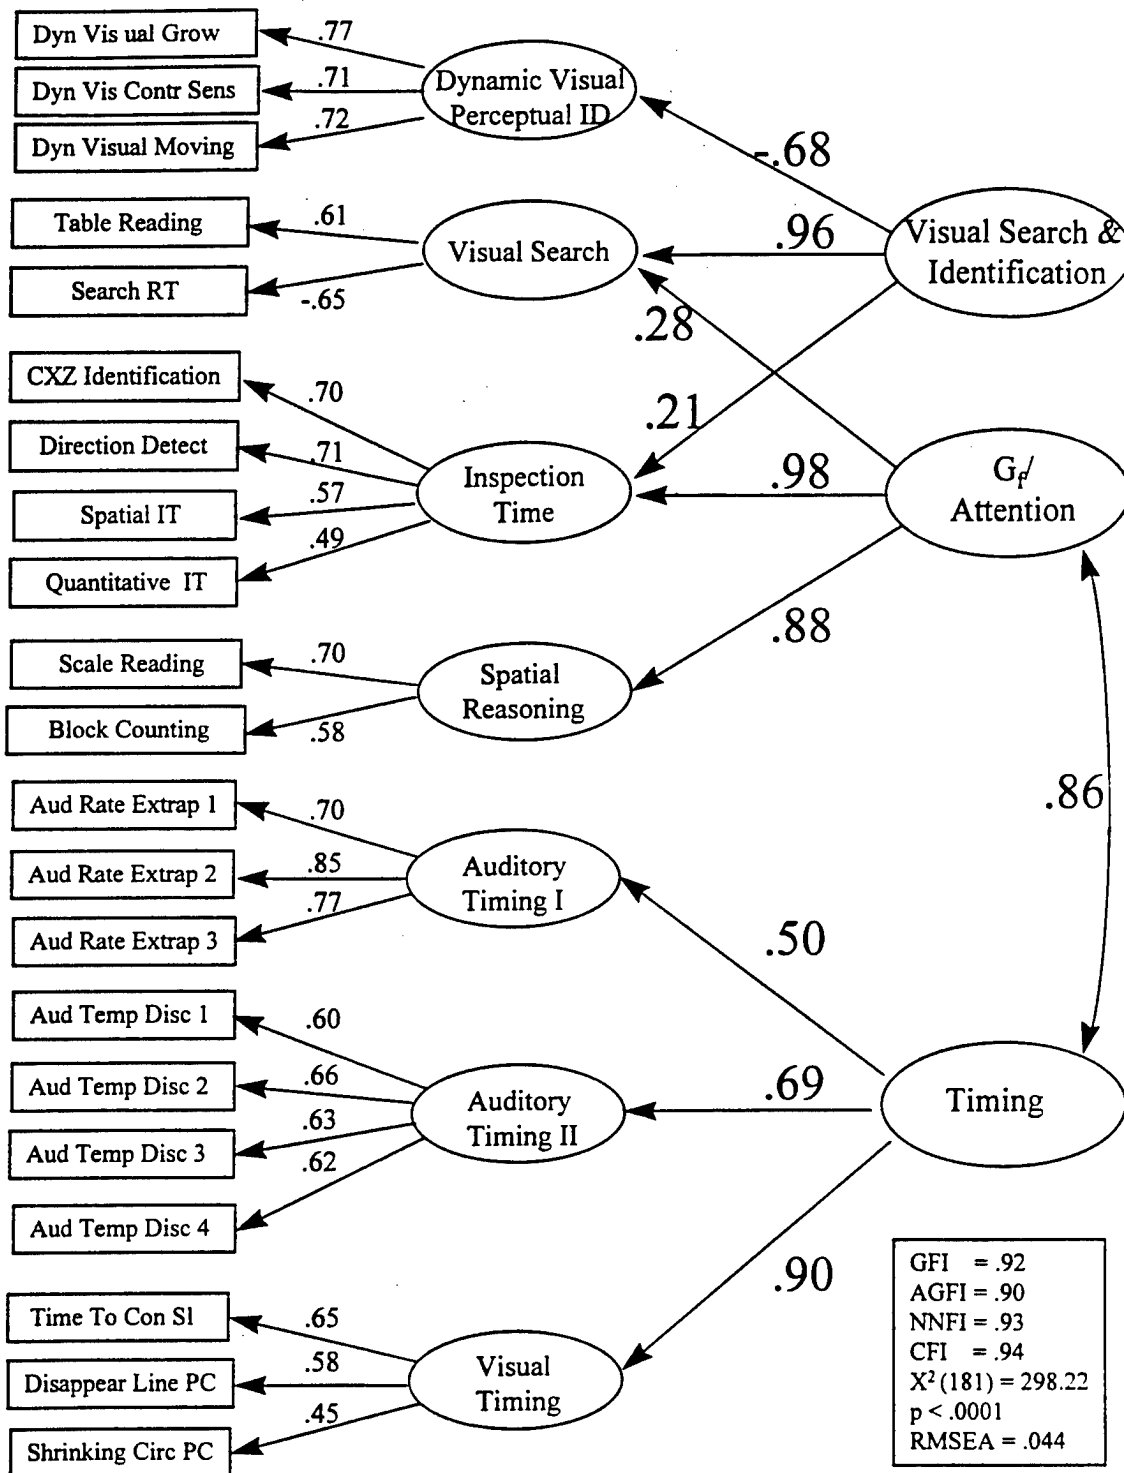 Dyn Vis ual Grow
.77
Dyn Vis Contr Sens
.71
Dyn Visual Moving
.72
Dynamic Visual
Perceptual ID
-.68
Table Reading
.61
Search RT
-.65
Visual Search
.96
Visual Search &
Identification
.28
CXZ Identification
.70
Direction Detect
.71
Spatial IT
.57
Quantitative IT
.49
Inspection
Time
.21
.98
Gf/
Attention
Scale Reading
.70
Block Counting
.58
Spatial
Reasoning
.88
.86
Aud Rate Extrap 1
.70
Aud Rate Extrap 2
.85
Aud Rate Extrap 3
.77
Auditory
Timing I
.50
Aud Temp Disc 1
.60
Aud Temp Disc 2
.66
Aud Temp Disc 3
.63
Aud Temp Disc 4
.62
Auditory
Timing II
.69
Timing
Time To Con Sl
.65
Disappear Line PC
.58
Shrinking Circ PC
.45
Visual
Timing
.90
GFI = .92
AGFI = .90
NNFI = .93
CFI = .94
X² (181) = 298.22
p < .0001
RMSEA = .044